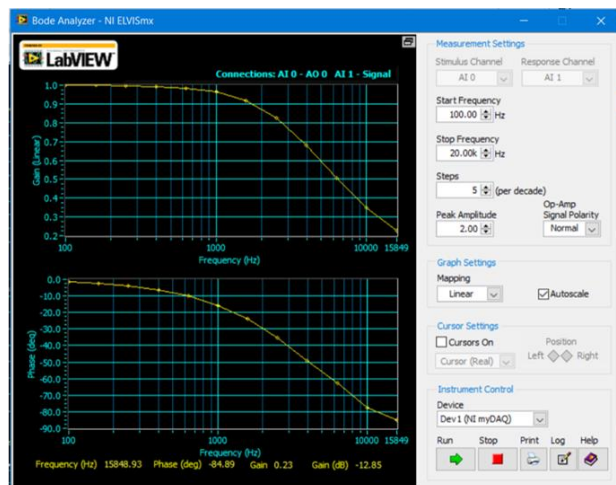 Bode Analyzer - NI ELVISmx
LabVIEW
Connections: AI 0 - AO 0 AI 1 - Signal
Gain (Linear)
1.0
0.9
0.8
0.7
0.6
0.5
0.4
0.3
0.2
100 1000 10000 15849
Frequency (Hz)
Phase (deg)
0.0
-10.0
-20.0
-30.0
-40.0
-50.0
-60.0
-70.0
-80.0
-90.0
100 1000 10000 15849
Frequency (Hz)
Frequency (Hz) 15848.93 Phase (deg) -84.89 Gain 0.23 Gain (dB) -12.85
Measurement Settings
Stimulus Channel Response Channel
AI 0 AI 1
Start Frequency
100.00 Hz
Stop Frequency
20.00k Hz
Steps
5 (per decade)
Peak Amplitude Op-Amp Signal Polarity
2.00 Normal
Graph Settings
Mapping
Linear Autoscale
Cursor Settings
Cursors On Position
Cursor (Real) Left Right
Instrument Control
Device
Dev1 (NI myDAQ)
Run Stop Print Log Help